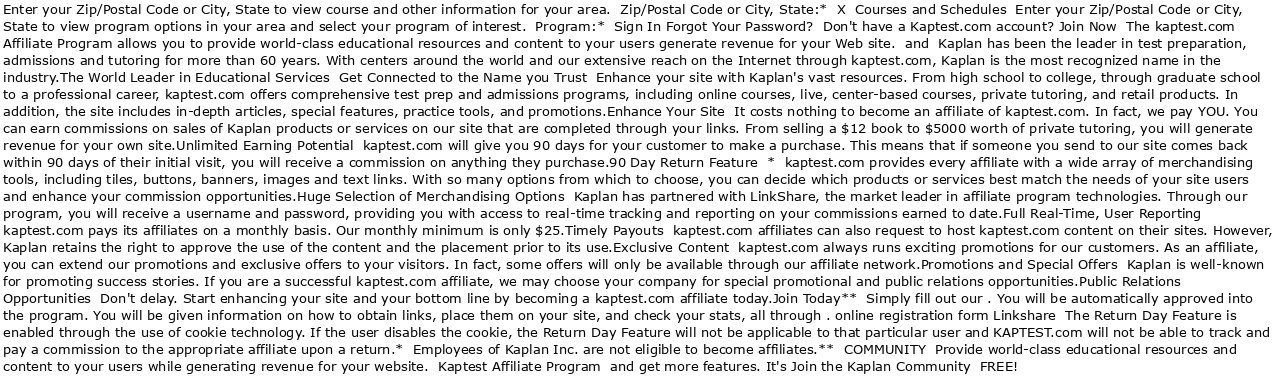 Enter your Zip/Postal Code or City, State to view course and other information for your area.  Zip/Postal Code or City, State:*  X  Courses and Schedules  Enter your Zip/Postal Code or City,
State to view program options in your area and select your program of interest.  Program:*  Sign In Forgot Your Password?  Don't have a Kaptest.com account? Join Now  The kaptest.com
Affiliate Program allows you to provide world-class educational resources and content to your users generate revenue for your Web site.  and  Kaplan has been the leader in test preparation,
admissions and tutoring for more than 60 years. With centers around the world and our extensive reach on the Internet through kaptest.com, Kaplan is the most recognized name in the
industry.The World Leader in Educational Services  Get Connected to the Name you Trust  Enhance your site with Kaplan's vast resources. From high school to college, through graduate school
to a professional career, kaptest.com offers comprehensive test prep and admissions programs, including online courses, live, center-based courses, private tutoring, and retail products. In
addition, the site includes in-depth articles, special features, practice tools, and promotions.Enhance Your Site  It costs nothing to become an affiliate of kaptest.com. In fact, we pay YOU. You
can earn commissions on sales of Kaplan products or services on our site that are completed through your links. From selling a $12 book to $5000 worth of private tutoring, you will generate
revenue for your own site.Unlimited Earning Potential  kaptest.com will give you 90 days for your customer to make a purchase. This means that if someone you send to our site comes back
within 90 days of their initial visit, you will receive a commission on anything they purchase.90 Day Return Feature  *  kaptest.com provides every affiliate with a wide array of merchandising
tools, including tiles, buttons, banners, images and text links. With so many options from which to choose, you can decide which products or services best match the needs of your site users
and enhance your commission opportunities.Huge Selection of Merchandising Options  Kaplan has partnered with LinkShare, the market leader in affiliate program technologies. Through our
program, you will receive a username and password, providing you with access to real-time tracking and reporting on your commissions earned to date.Full Real-Time, User Reporting
kaptest.com pays its affiliates on a monthly basis. Our monthly minimum is only $25.Timely Payouts  kaptest.com affiliates can also request to host kaptest.com content on their sites. However,
Kaplan retains the right to approve the use of the content and the placement prior to its use.Exclusive Content  kaptest.com always runs exciting promotions for our customers. As an affiliate,
you can extend our promotions and exclusive offers to your visitors. In fact, some offers will only be available through our affiliate network.Promotions and Special Offers  Kaplan is well-known
for promoting success stories. If you are a successful kaptest.com affiliate, we may choose your company for special promotional and public relations opportunities.Public Relations
Opportunities  Don't delay. Start enhancing your site and your bottom line by becoming a kaptest.com affiliate today.Join Today**  Simply fill out our . You will be automatically approved into
the program. You will be given information on how to obtain links, place them on your site, and check your stats, all through . online registration form Linkshare  The Return Day Feature is
enabled through the use of cookie technology. If the user disables the cookie, the Return Day Feature will not be applicable to that particular user and KAPTEST.com will not be able to track and
pay a commission to the appropriate affiliate upon a return.*  Employees of Kaplan Inc. are not eligible to become affiliates.**  COMMUNITY  Provide world-class educational resources and
content to your users while generating revenue for your website.  Kaptest Affiliate Program  and get more features. It's Join the Kaplan Community  FREE!